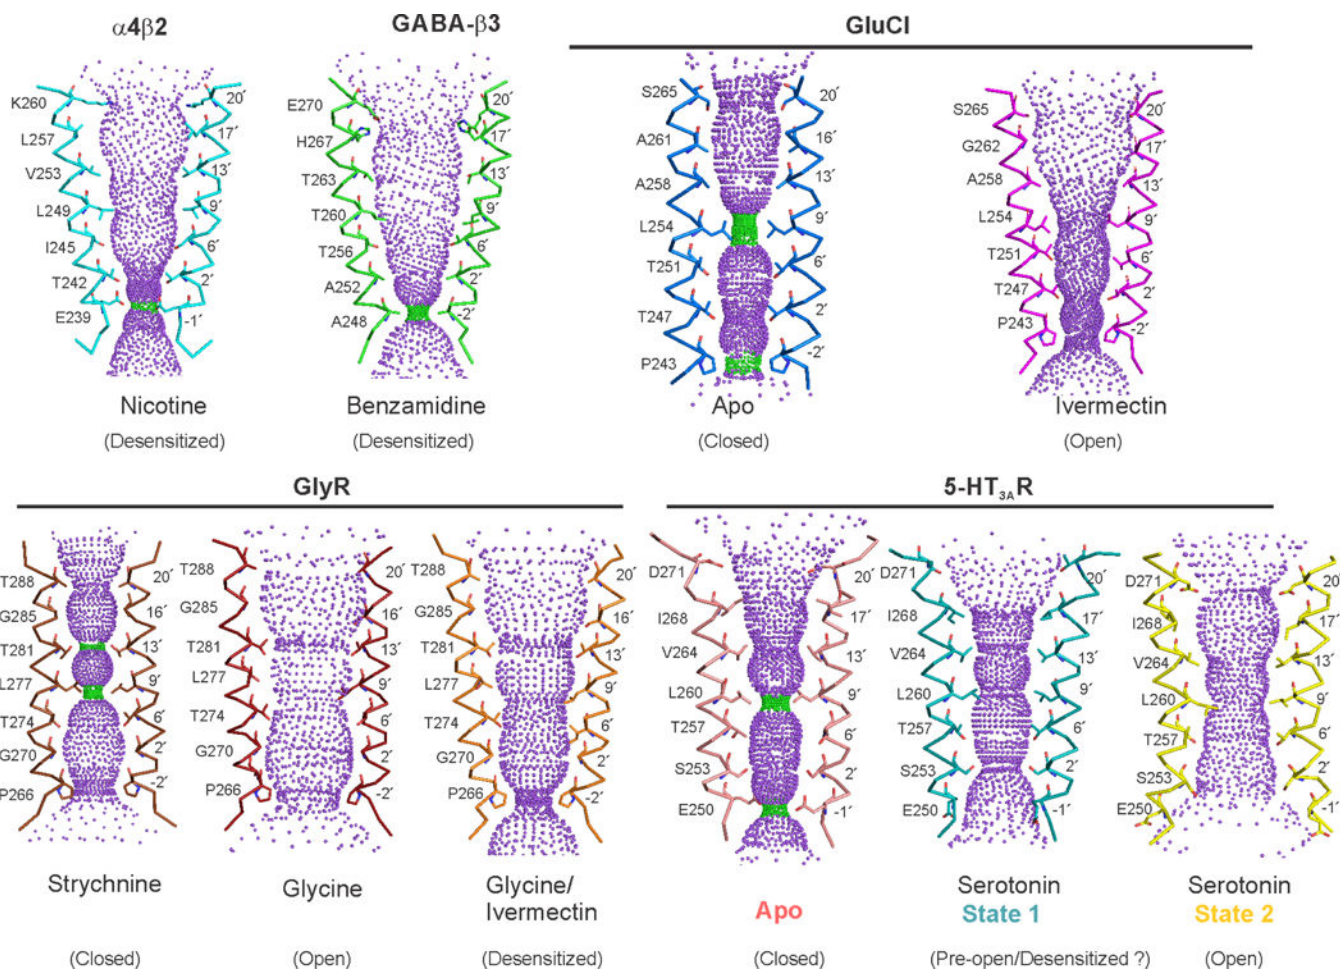 α4β2
GABA-β3
GluCl
K260
L257
V253
L249
I245
T242
E239
20′
17′
13′
9′
6′
2′
-1′
Nicotine
(Desensitized)
E270
H267
T263
T260
T256
A252
A248
20′
17′
13′
9′
6′
2′
-2′
Benzamidine
(Desensitized)
S265
A261
A258
L254
T251
T247
P243
20′
16′
13′
9′
6′
2′
-2′
Apo
(Closed)
S265
G262
A258
L254
T251
T247
P243
20′
17′
13′
9′
6′
2′
-2′
Ivermectin
(Open)
GlyR
5-HT3AR
T288
G285
T281
L277
T274
G270
P266
20′
16′
13′
9′
6′
2′
-2′
Strychnine
(Closed)
T288
G285
T281
L277
T274
G270
P266
20′
16′
13′
9′
6′
2′
-2′
Glycine
(Open)
T288
G285
T281
L277
T274
G270
P266
20′
16′
13′
9′
6′
2′
-2′
Glycine/
Ivermectin
(Desensitized)
D271
I268
V264
L260
T257
S253
E250
20′
17′
13′
9′
6′
2′
-1′
Apo
(Closed)
D271
I268
V264
L260
T257
S253
E250
20′
17′
13′
9′
6′
2′
-1′
Serotonin
State 1
(Pre-open/Desensitized ?)
D271
I268
V264
L260
T257
S253
E250
20′
17′
13′
9′
6′
2′
-1′
Serotonin
State 2
(Open)